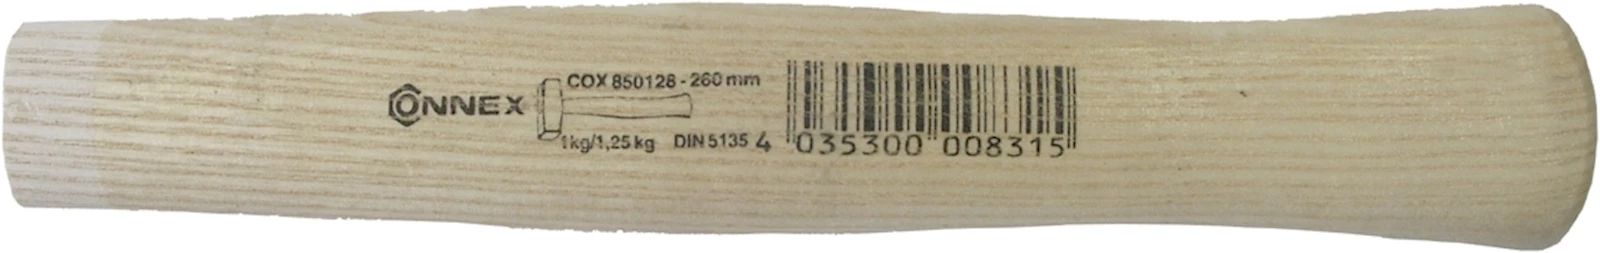 CONNEX
COX 850128 - 260 mm
1kg/1,25 kg DIN 5135
4 035300 008315